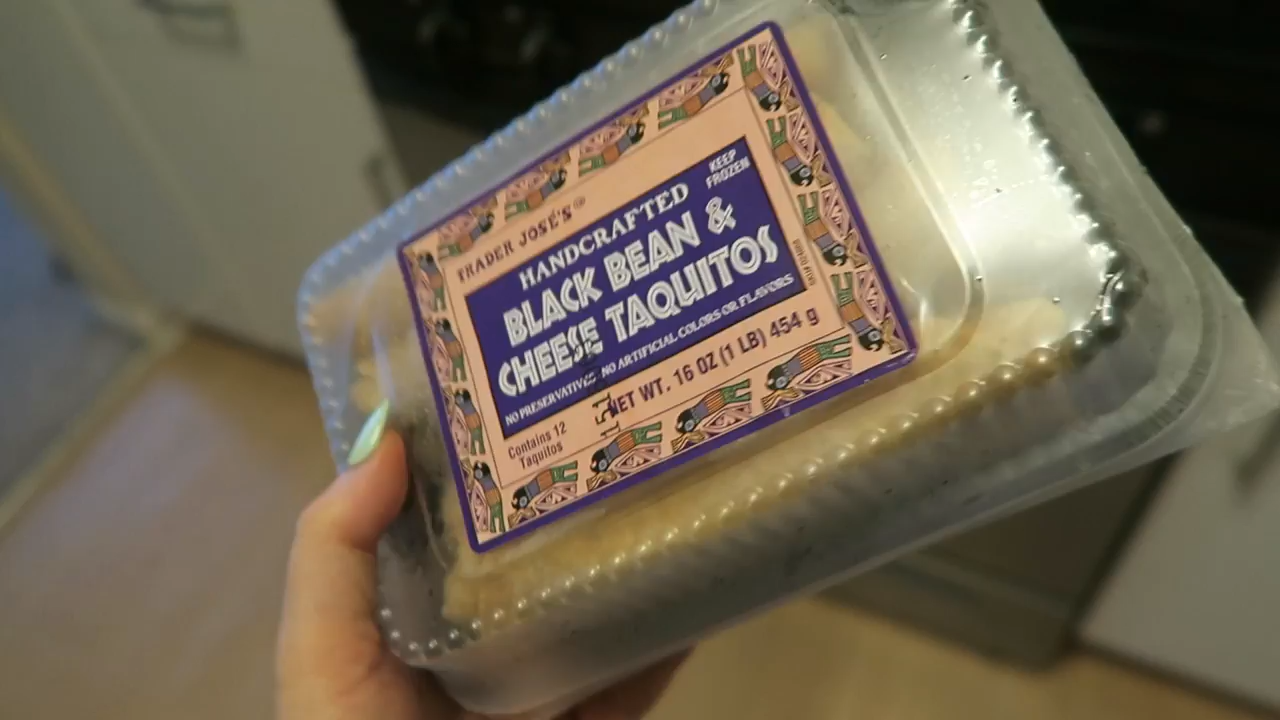 TRADER JOSÉ'S®
KEEP
FROZEN
HANDCRAFTED
BLACK BEAN &
CHEESE TAQUITOS
NO PRESERVATIVES, NO ARTIFICIAL COLORS OR FLAVORS
NET WT. 16 OZ (1 LB) 454 g
Contains 12
Taquitos